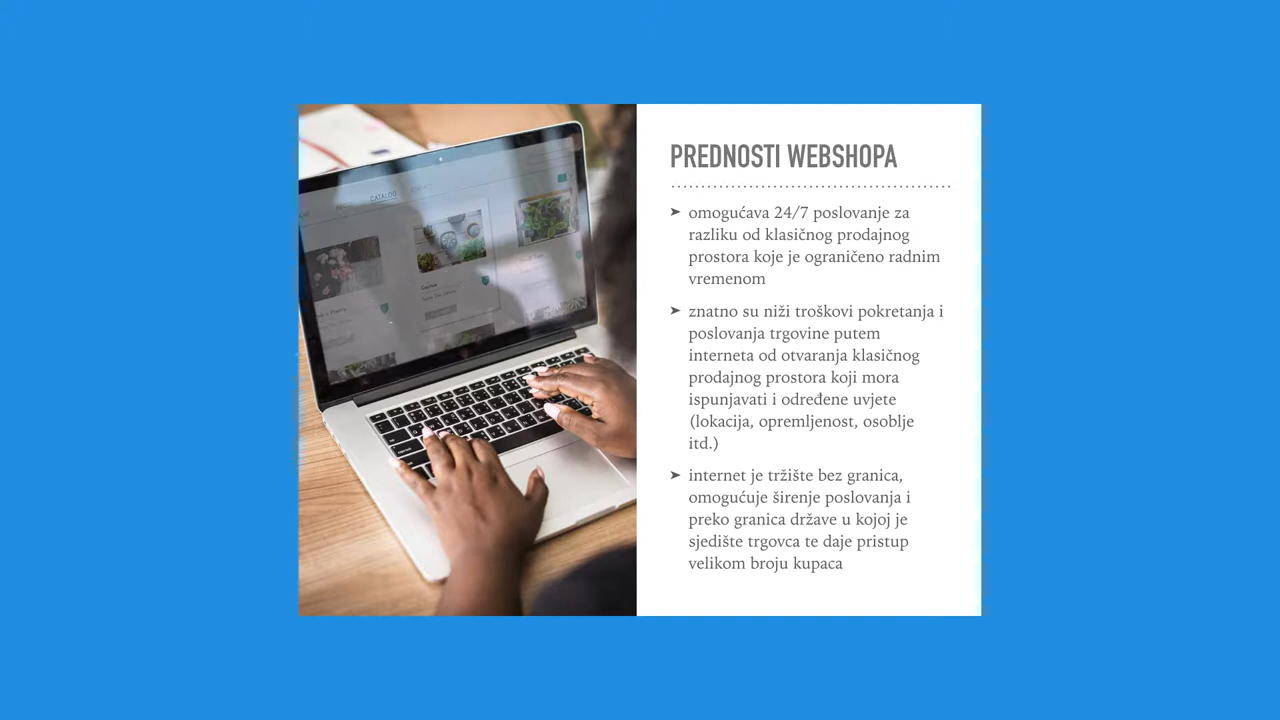 CATALOG
PREDNOSTI WEBSHOPA
➤ omogućava 24/7 poslovanje za
razliku od klasičnog prodajnog
prostora koje je ograničeno radnim
vremenom
➤ znatno su niži troškovi pokretanja i
poslovanja trgovine putem
interneta od otvaranja klasičnog
prodajnog prostora koji mora
ispunjavati i određene uvjete
(lokacija, opremljenost, osoblje
itd.)
➤ internet je tržište bez granica,
omogućuje širenje poslovanja i
preko granica države u kojoj je
sjedište trgovca te daje pristup
velikom broju kupaca